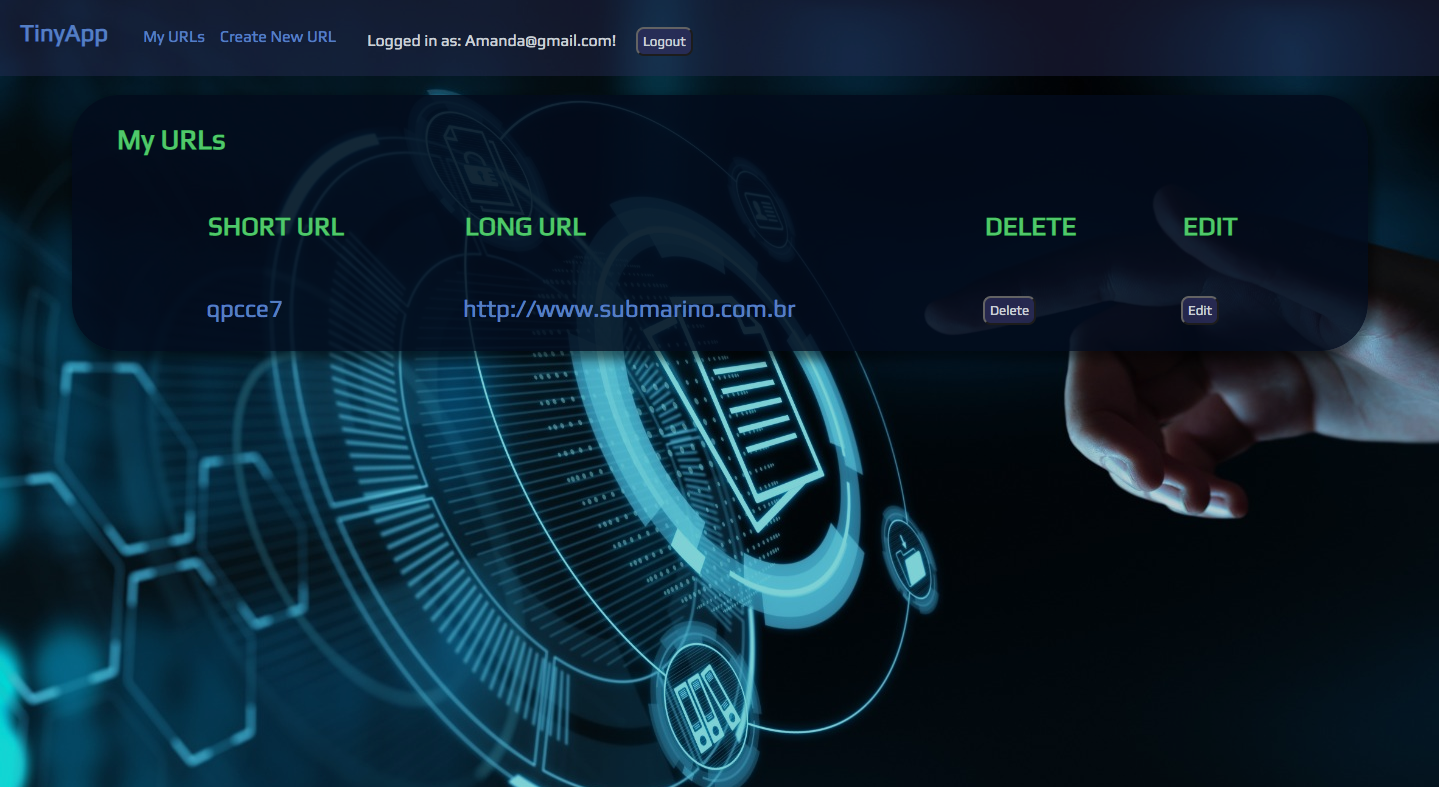 TinyApp My URLs Create New URL Logged in as: Amanda@gmail.com! Logout
My URLs
SHORT URL LONG URL DELETE EDIT
qpcce7 http://www.submarino.com.br Delete Edit